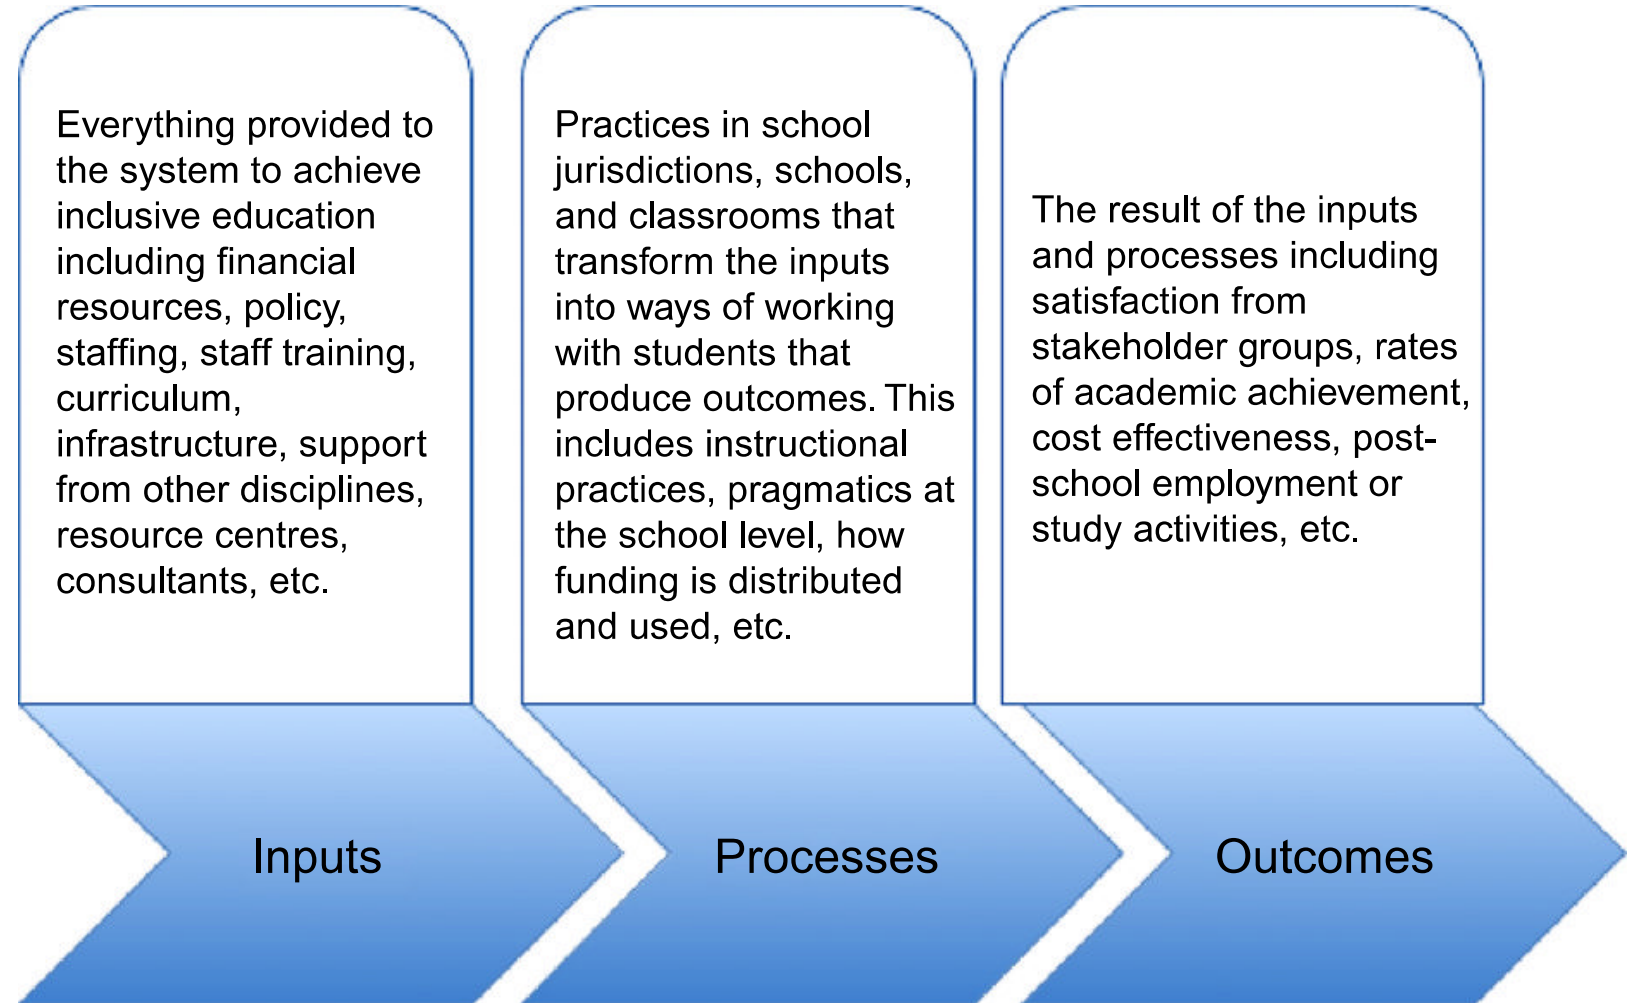 Everything provided to
the system to achieve
inclusive education
including financial
resources, policy,
staffing, staff training,
curriculum,
infrastructure, support
from other disciplines,
resource centres,
consultants, etc.
Practices in school
jurisdictions, schools,
and classrooms that
transform the inputs
into ways of working
with students that
produce outcomes. This
includes instructional
practices, pragmatics at
the school level, how
funding is distributed
and used, etc.
The result of the inputs
and processes including
satisfaction from
stakeholder groups, rates
of academic achievement,
cost effectiveness, post-
school employment or
study activities, etc.
Inputs
Processes
Outcomes